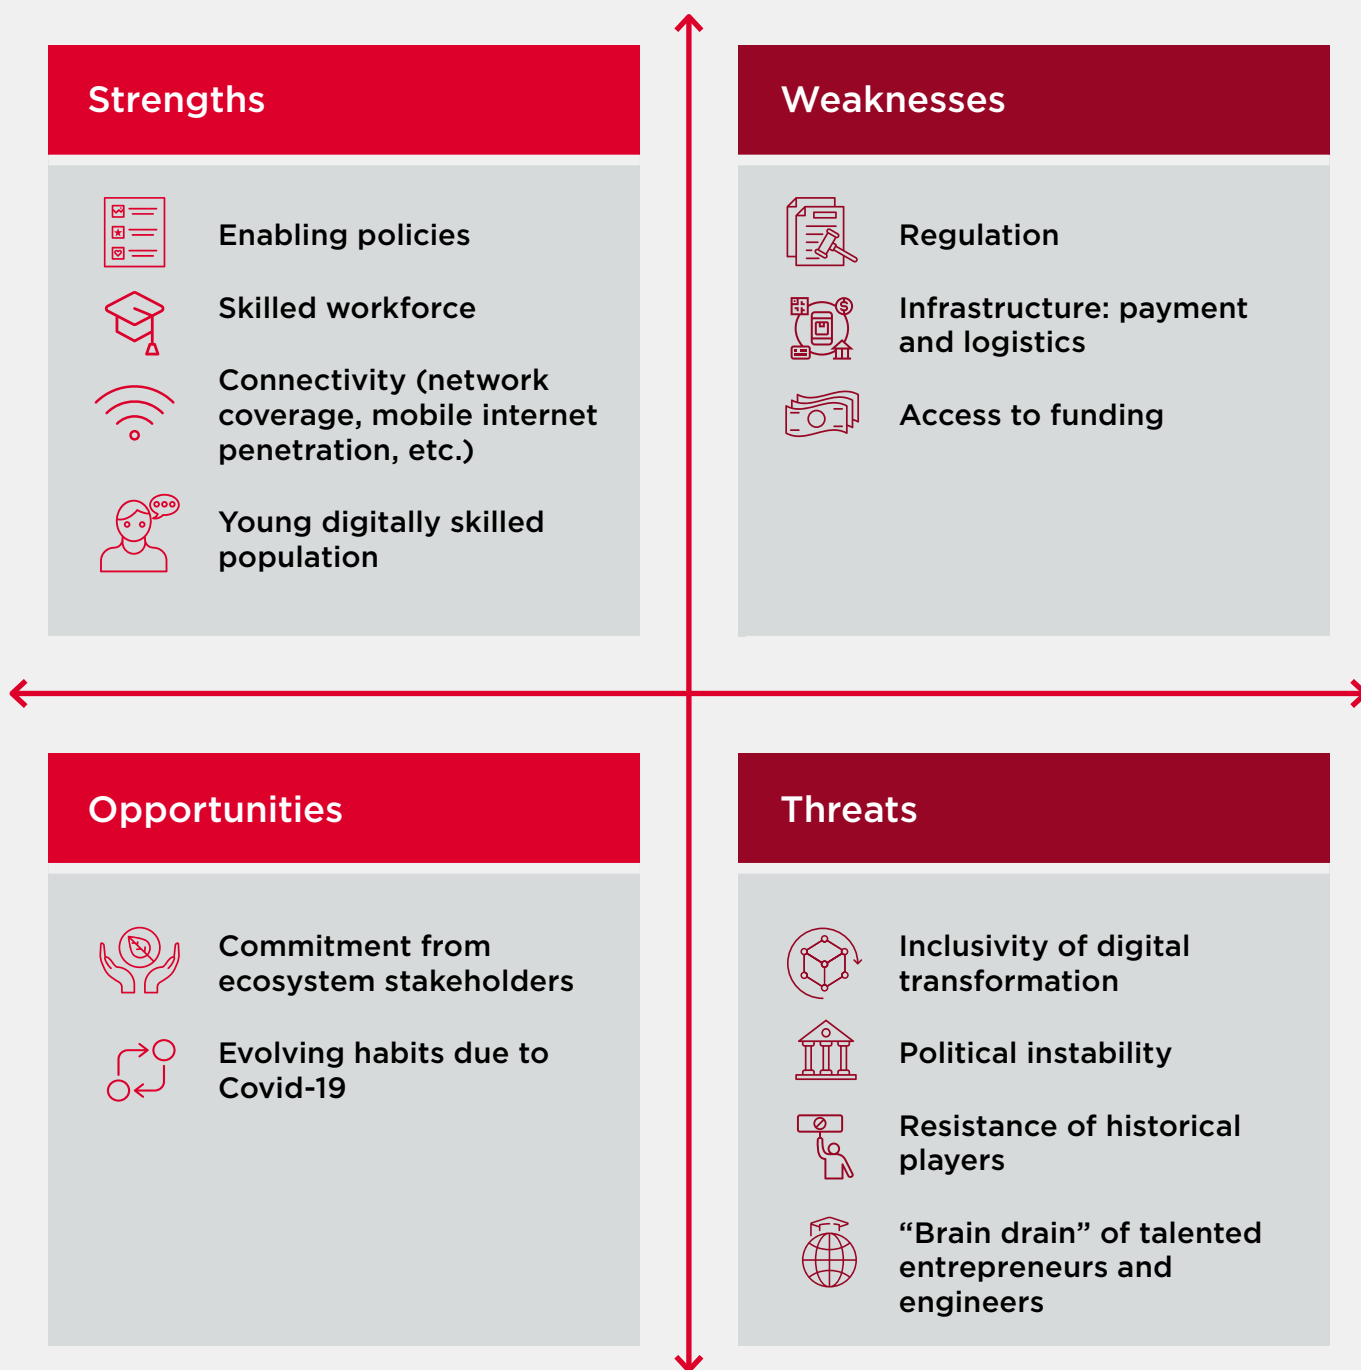 Strengths
Enabling policies
Skilled workforce
Connectivity (network
coverage, mobile internet
penetration, etc.)
Young digitally skilled
population
Weaknesses
Regulation
Infrastructure: payment
and logistics
Access to funding
Opportunities
Commitment from
ecosystem stakeholders
Evolving habits due to
Covid-19
Threats
Inclusivity of digital
transformation
Political instability
Resistance of historical
players
“Brain drain” of talented
entrepreneurs and
engineers